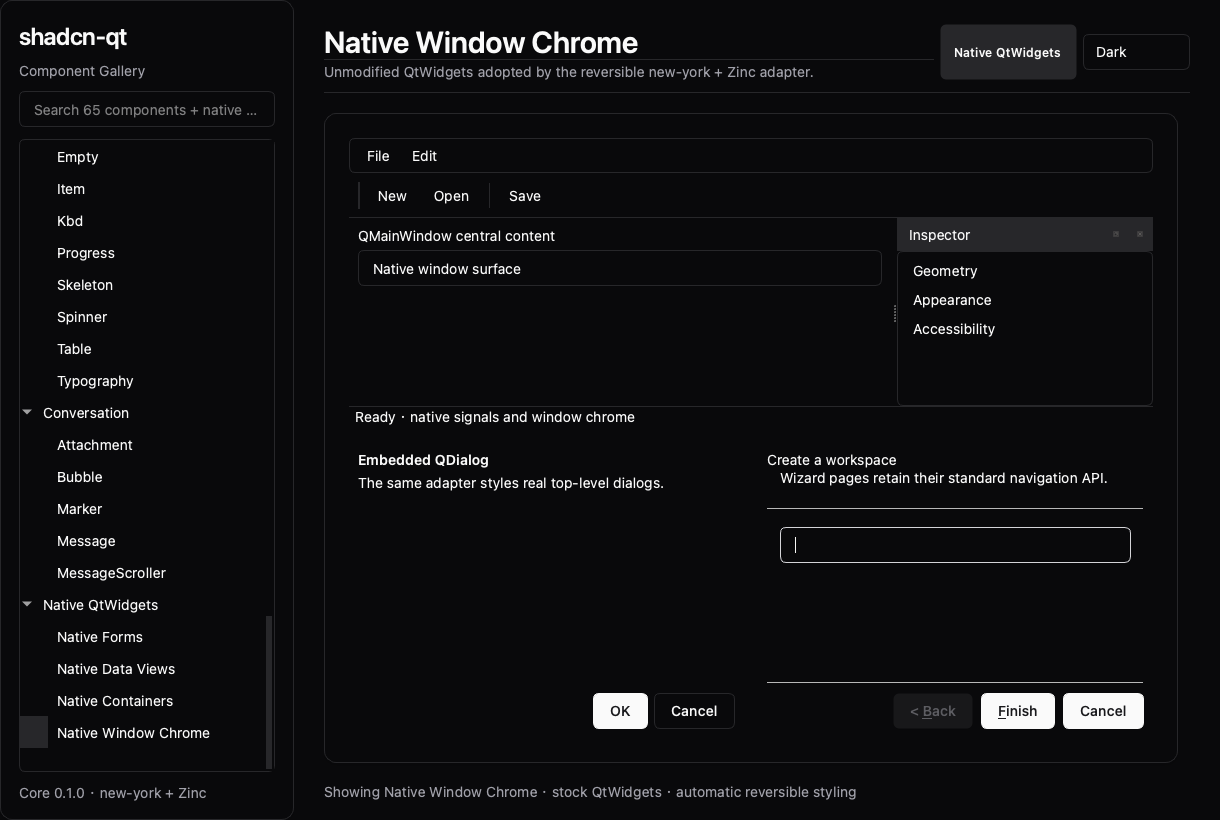 shadcn-qt
Component Gallery
Search 65 components + native ...
Empty
Item
Kbd
Progress
Skeleton
Spinner
Table
Typography
Conversation
Attachment
Bubble
Marker
Message
MessageScroller
Native QtWidgets
Native Forms
Native Data Views
Native Containers
Native Window Chrome
Core 0.1.0 · new-york + Zinc
Native Window Chrome
Unmodified QtWidgets adopted by the reversible new-york + Zinc adapter.
Native QtWidgets
Dark
File Edit
New Open Save
QMainWindow central content
Native window surface
Inspector
Geometry
Appearance
Accessibility
Ready · native signals and window chrome
Embedded QDialog
The same adapter styles real top-level dialogs.
OK Cancel
Create a workspace
Wizard pages retain their standard navigation API.
< Back Finish Cancel
Showing Native Window Chrome · stock QtWidgets · automatic reversible styling